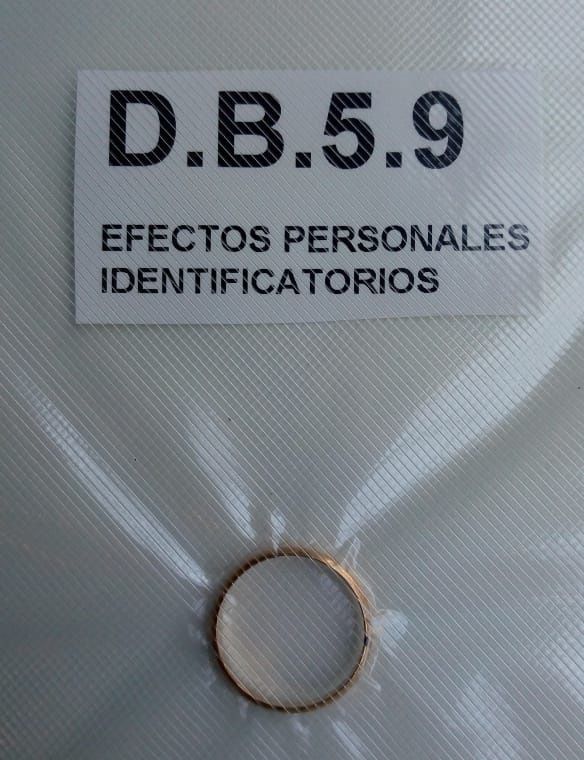 D.B.5.9
EFECTOS PERSONALES
IDENTIFICATORIOS